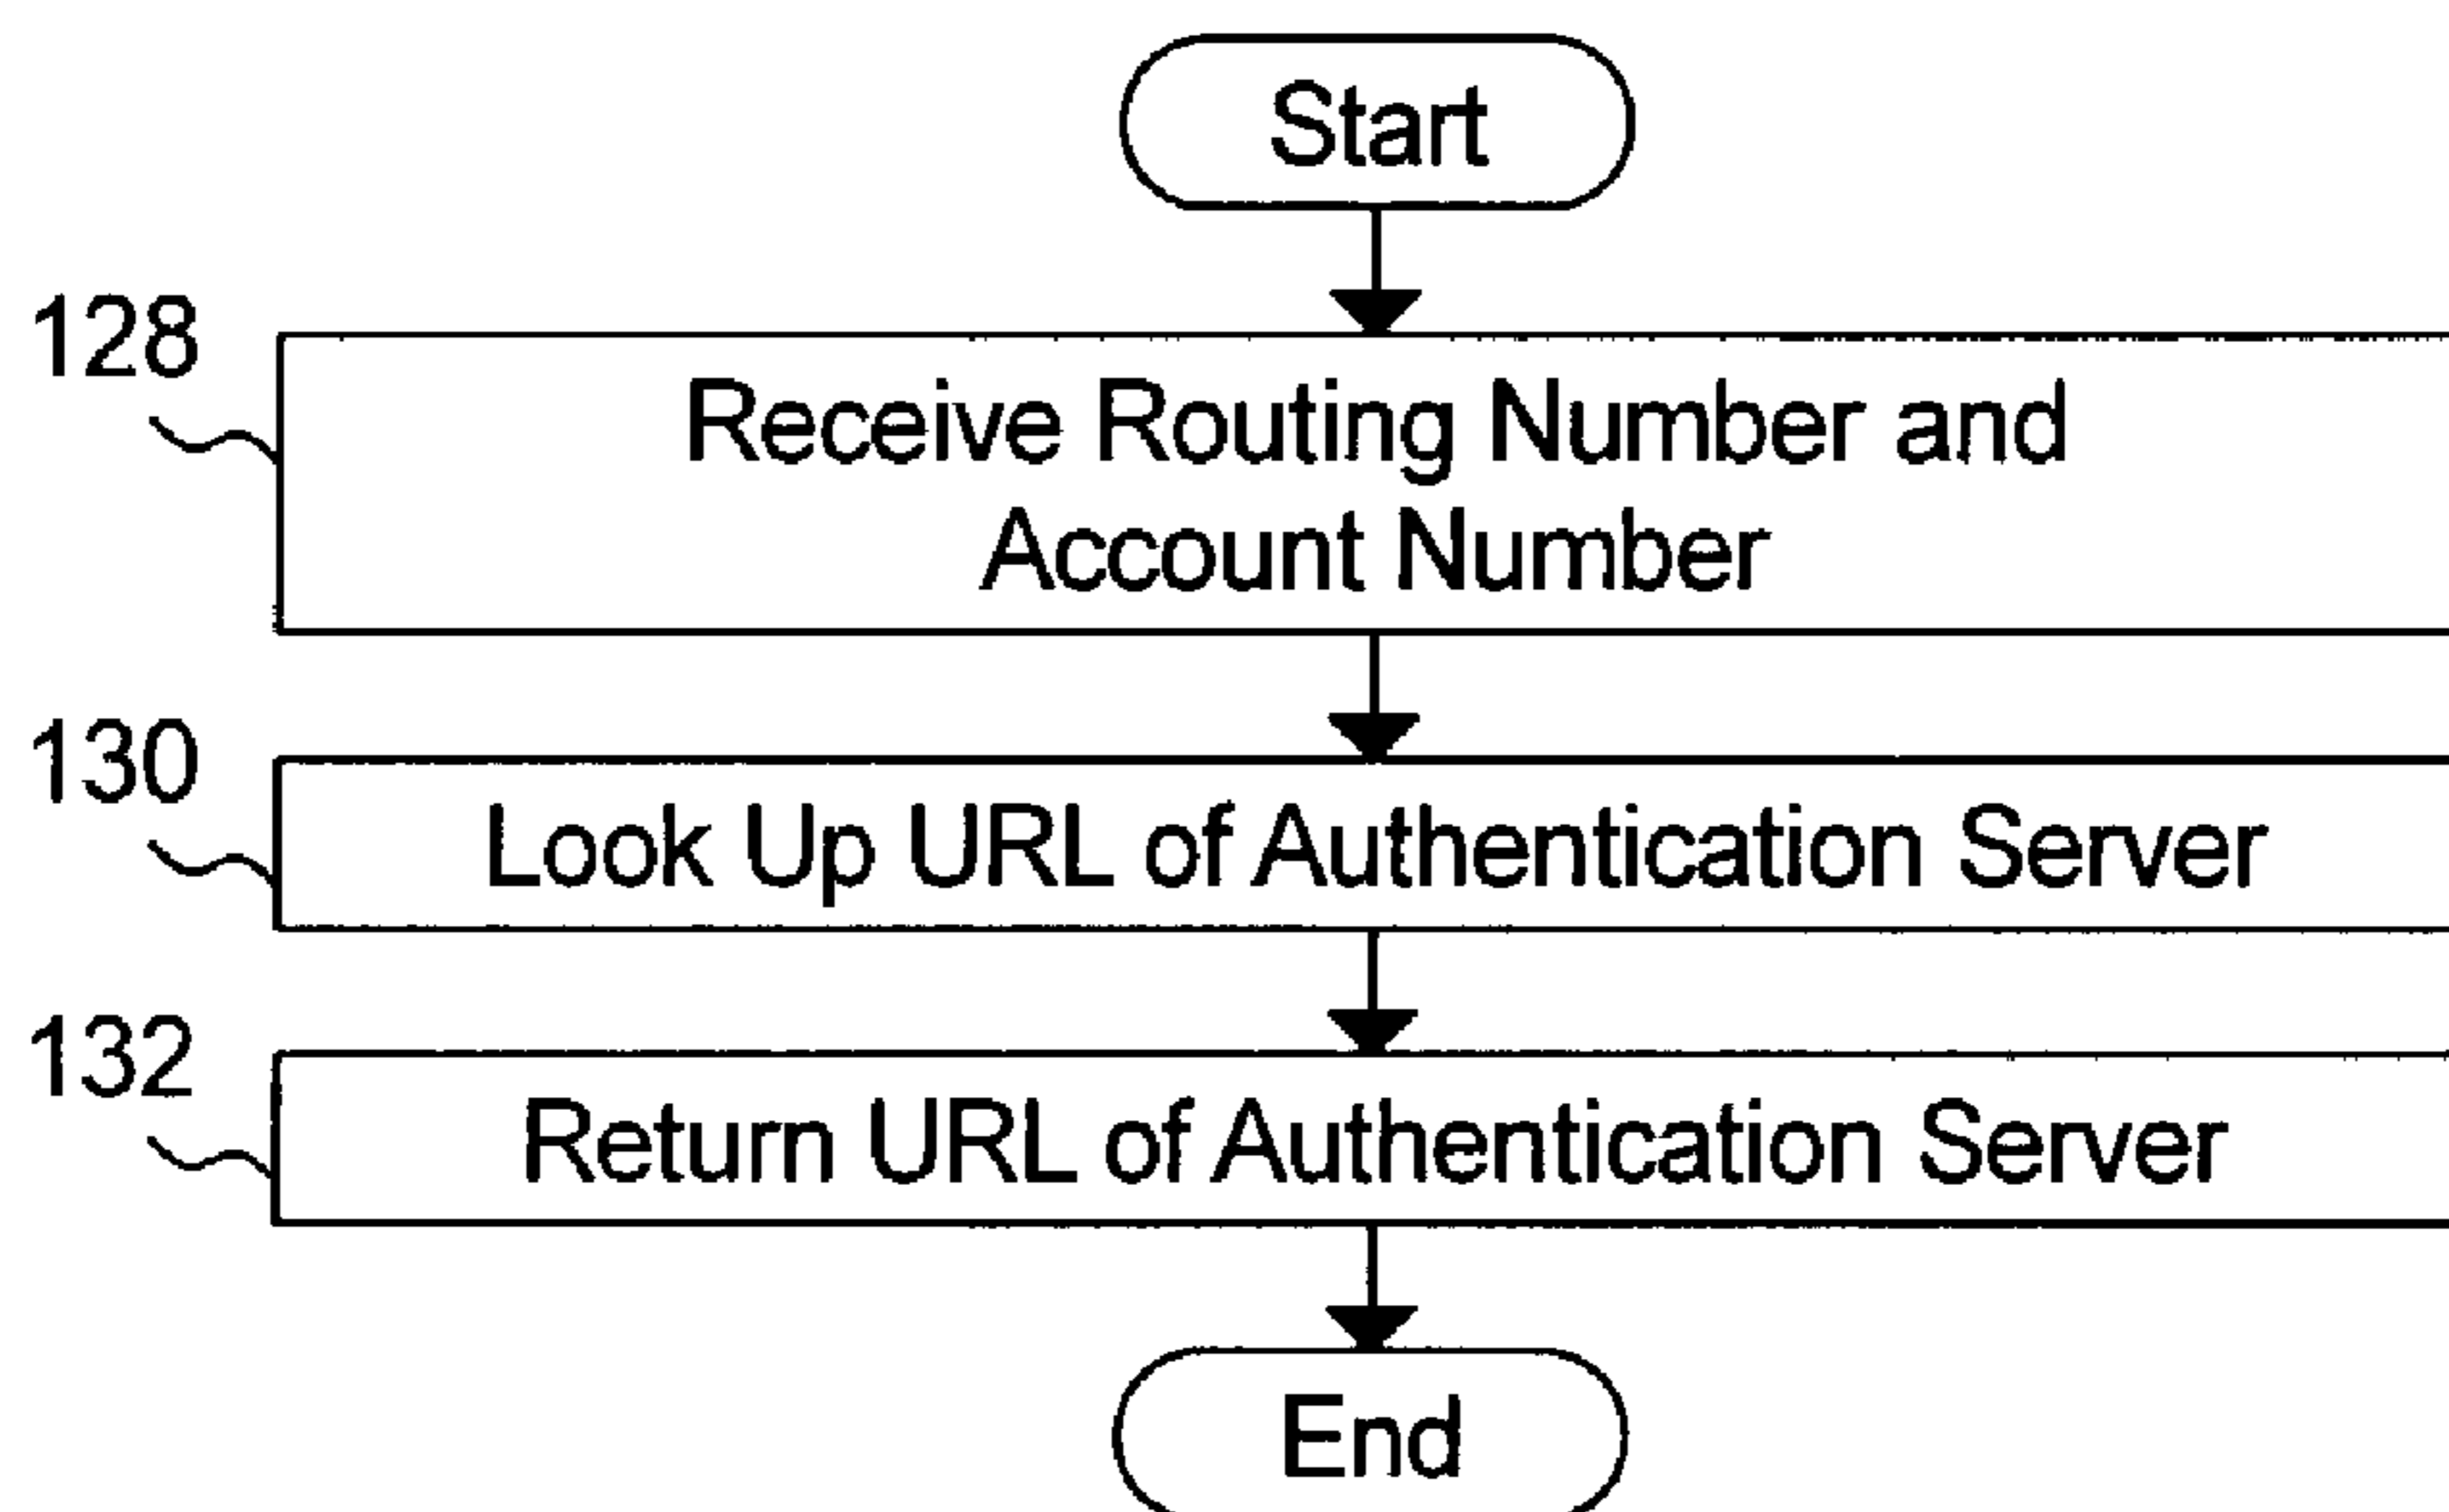 Start
128
Receive Routing Number and
Account Number
130
Look Up URL of Authentication Server
132
Return URL of Authentication Server
End